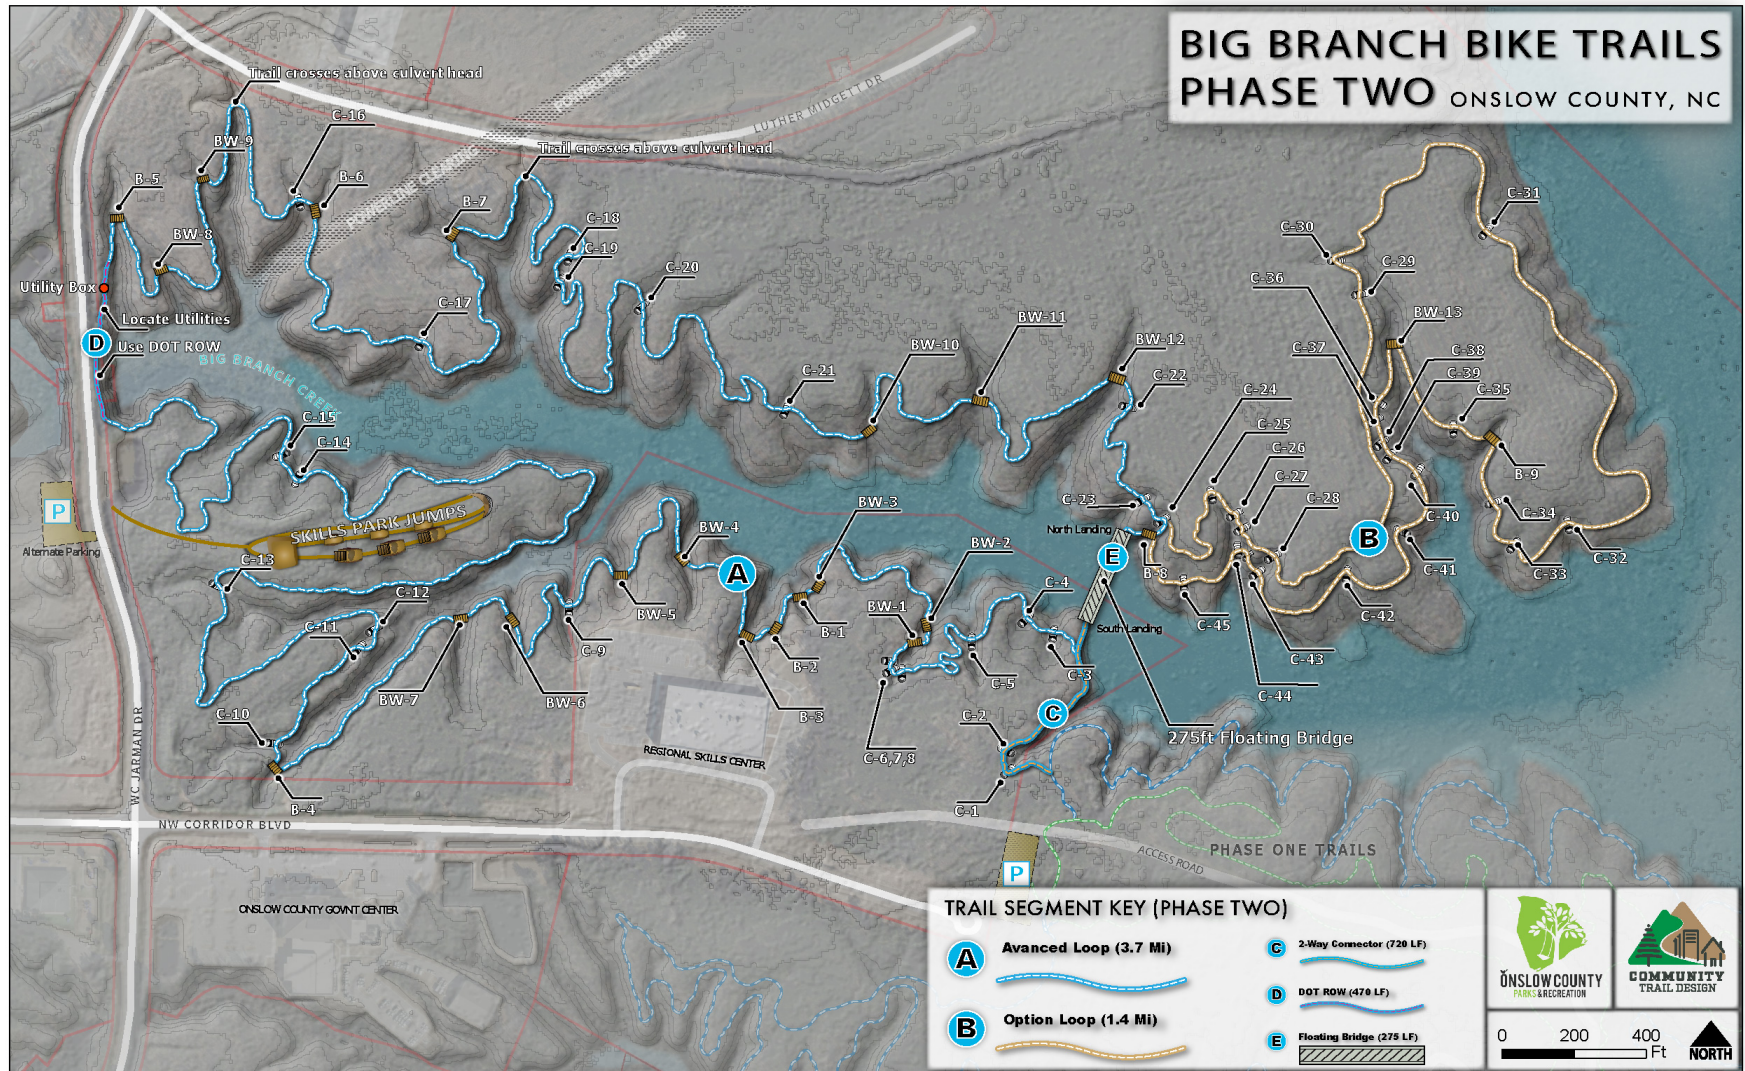 BIG BRANCH BIKE TRAILS
PHASE TWO ONSLOW COUNTY, NC
Trail crosses above culvert head
POWERLINE CLEARING
LUTHER MIDGETT DR
C-16
BW-9
Trail crosses above culvert head
B-5
B-6
B-7
C-31
BW-8
C-18
C-30
C-19
C-29
C-20
C-36
Utility Box
C-17
BW-13
BW-11
Locate Utilities
D
Use DOT ROW
BW-12
BW-10
C-37
C-38
BIG BRANCH CREEK
POWERLINE CLEARING
C-21
C-22
C-39
C-35
C-24
C-15
C-25
C-14
C-26
B-9
C-27
C-23
C-28
C-34
C-40
P
SKILLS PARK JUMPS
BW-3
BW-4
North Landing
B
C-32
Alternate Parking
BW-2
E
B-8
C-33
C-41
C-13
A
C-4
C-12
BW-1
BW-5
C-42
C-11
B-1
South Landing
C-45
C-9
B-2
C-43
C-5
C-3
BW-7
BW-6
C-44
C-10
B-3
C-2
C
275ft Floating Bridge
WC JARMAN DR
REGIONAL SKILLS CENTER
C-6,7,8
B-4
C-1
NW CORRIDOR BLVD
ACCESS ROAD
PHASE ONE TRAILS
P
ONSLOW COUNTY GOVNT CENTER
TRAIL SEGMENT KEY (PHASE TWO)
A Avanced Loop (3.7 Mi)
B Option Loop (1.4 Mi)
C 2-Way Connector (720 LF)
D DOT ROW (470 LF)
E Floating Bridge (275 LF)
ONSLOW COUNTY
PARKS & RECREATION
COMMUNITY
TRAIL DESIGN
0 200 400
Ft
NORTH